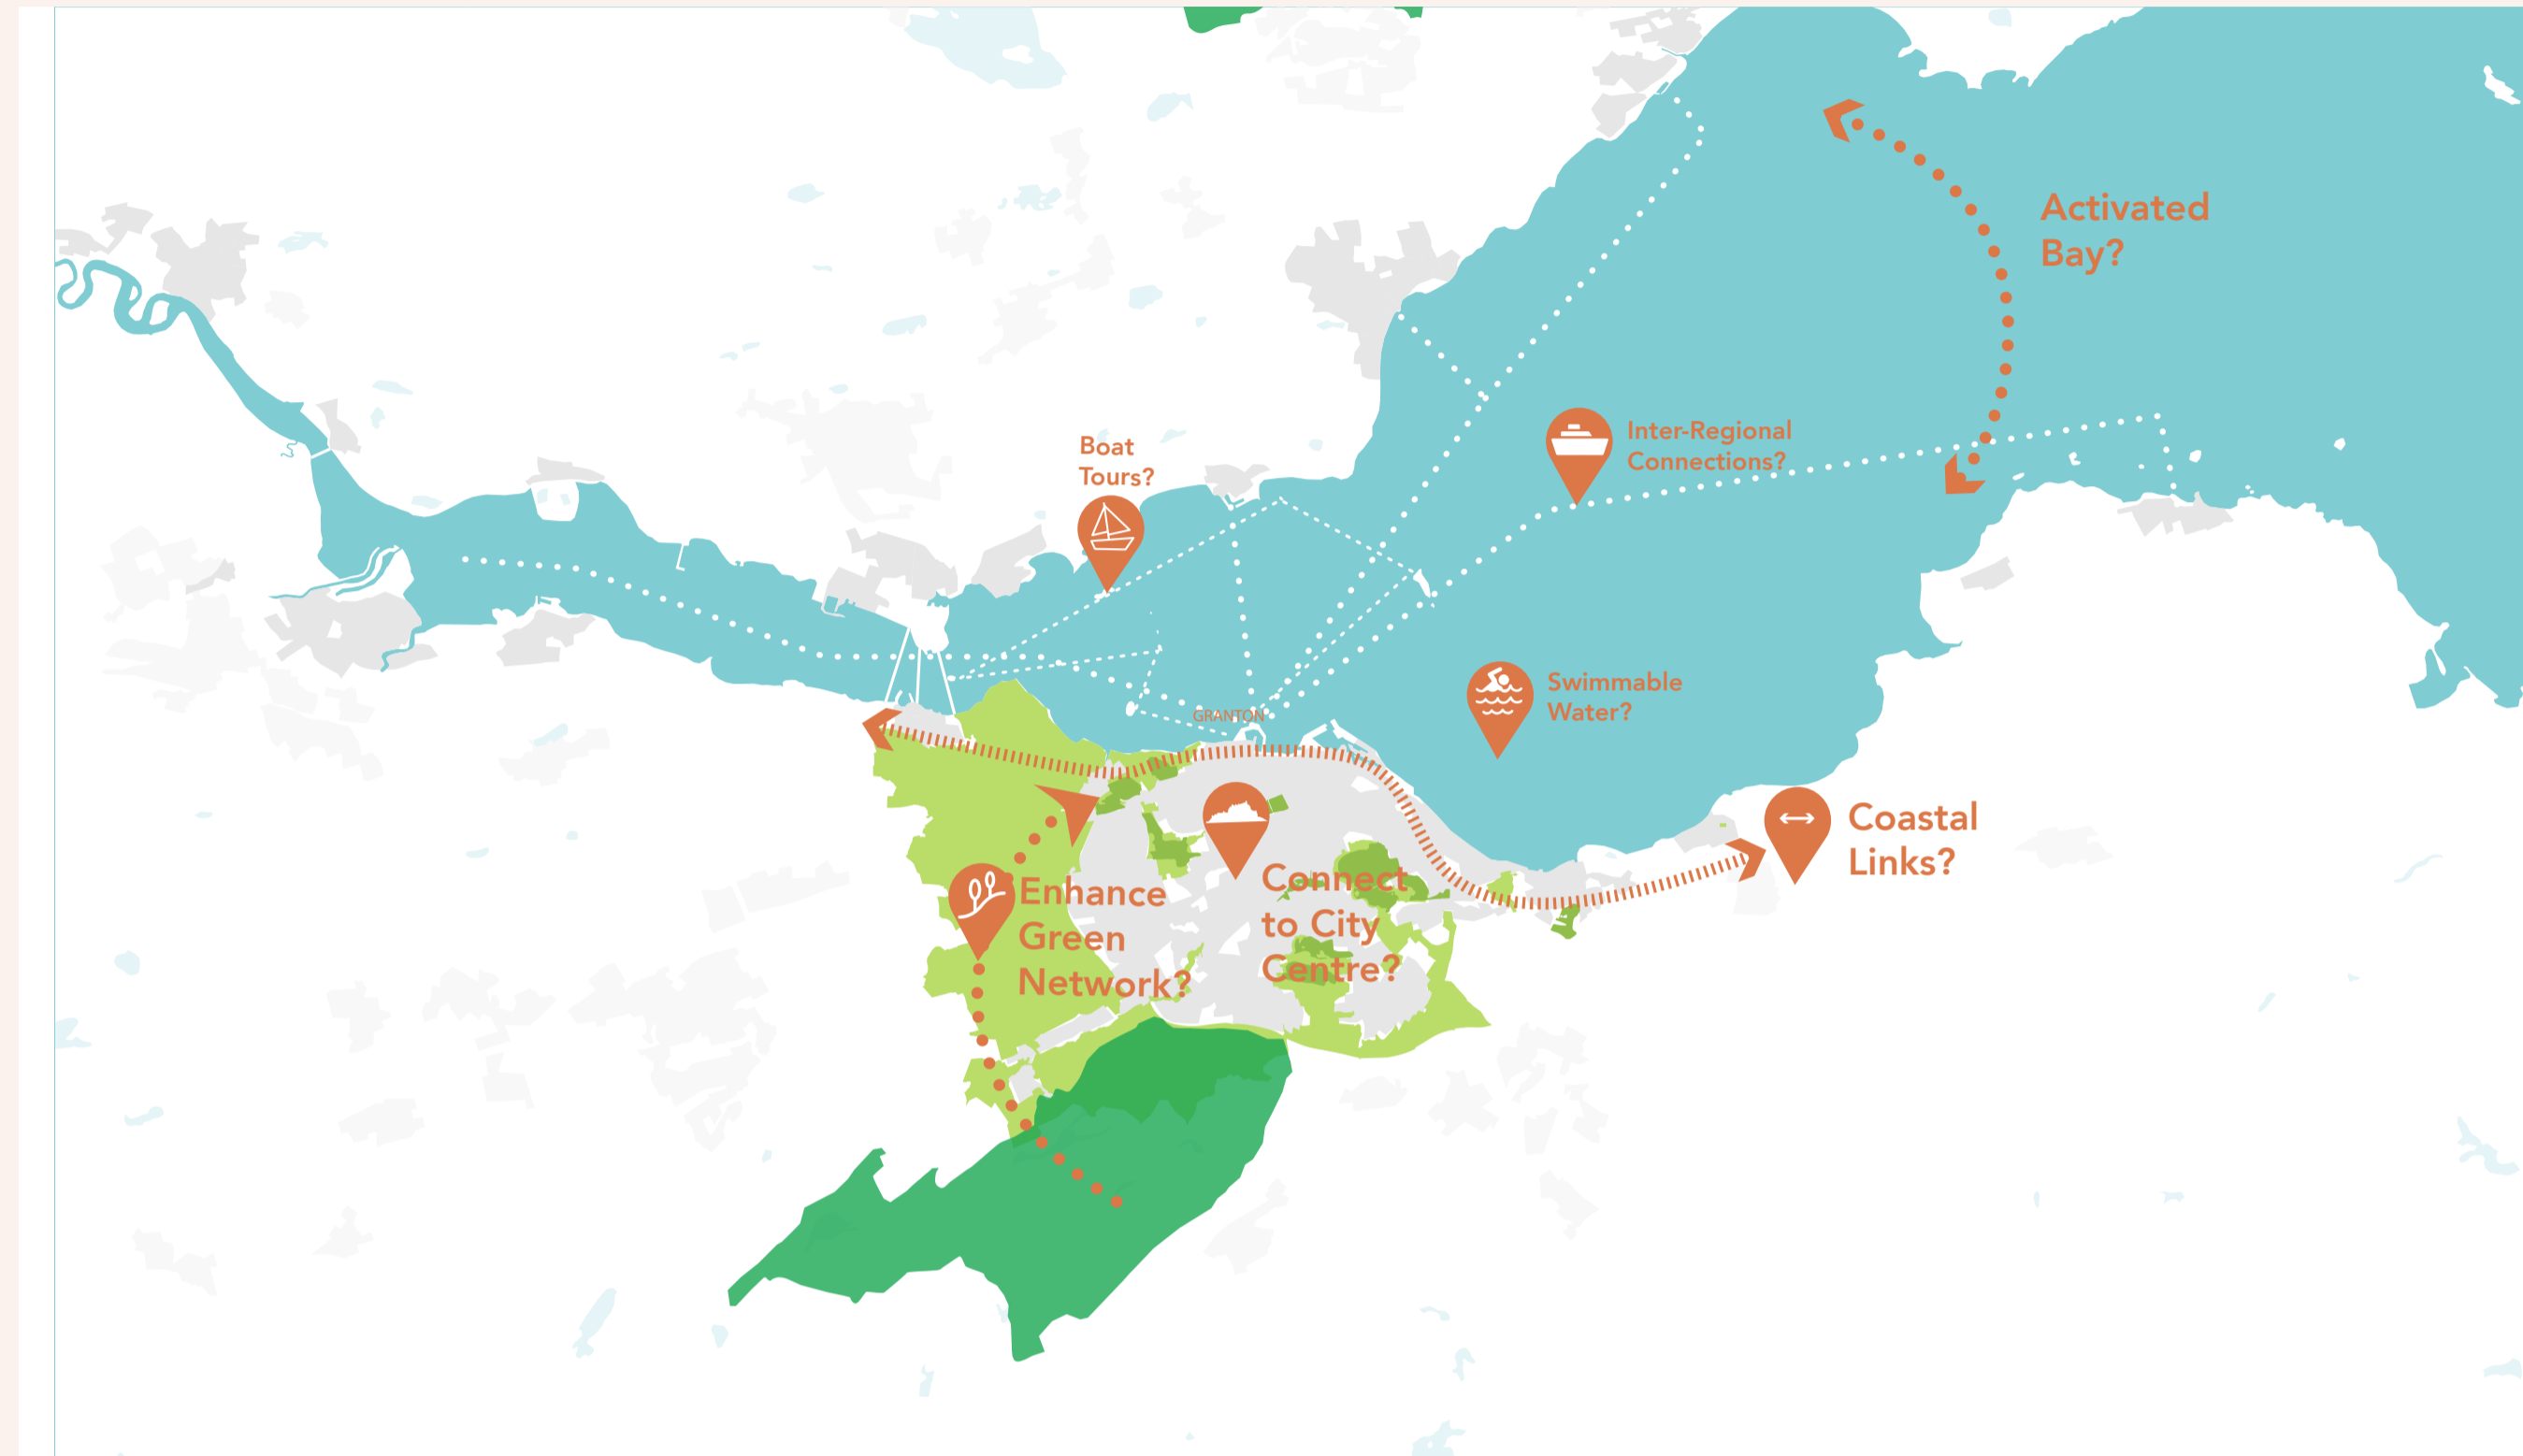 Activated
Bay?
Inter-Regional
Connections?
Boat
Tours?
Swimmable
Water?
GRANTON
Coastal
Links?
Enhance
Green
Network?
Connect
to City
Centre?